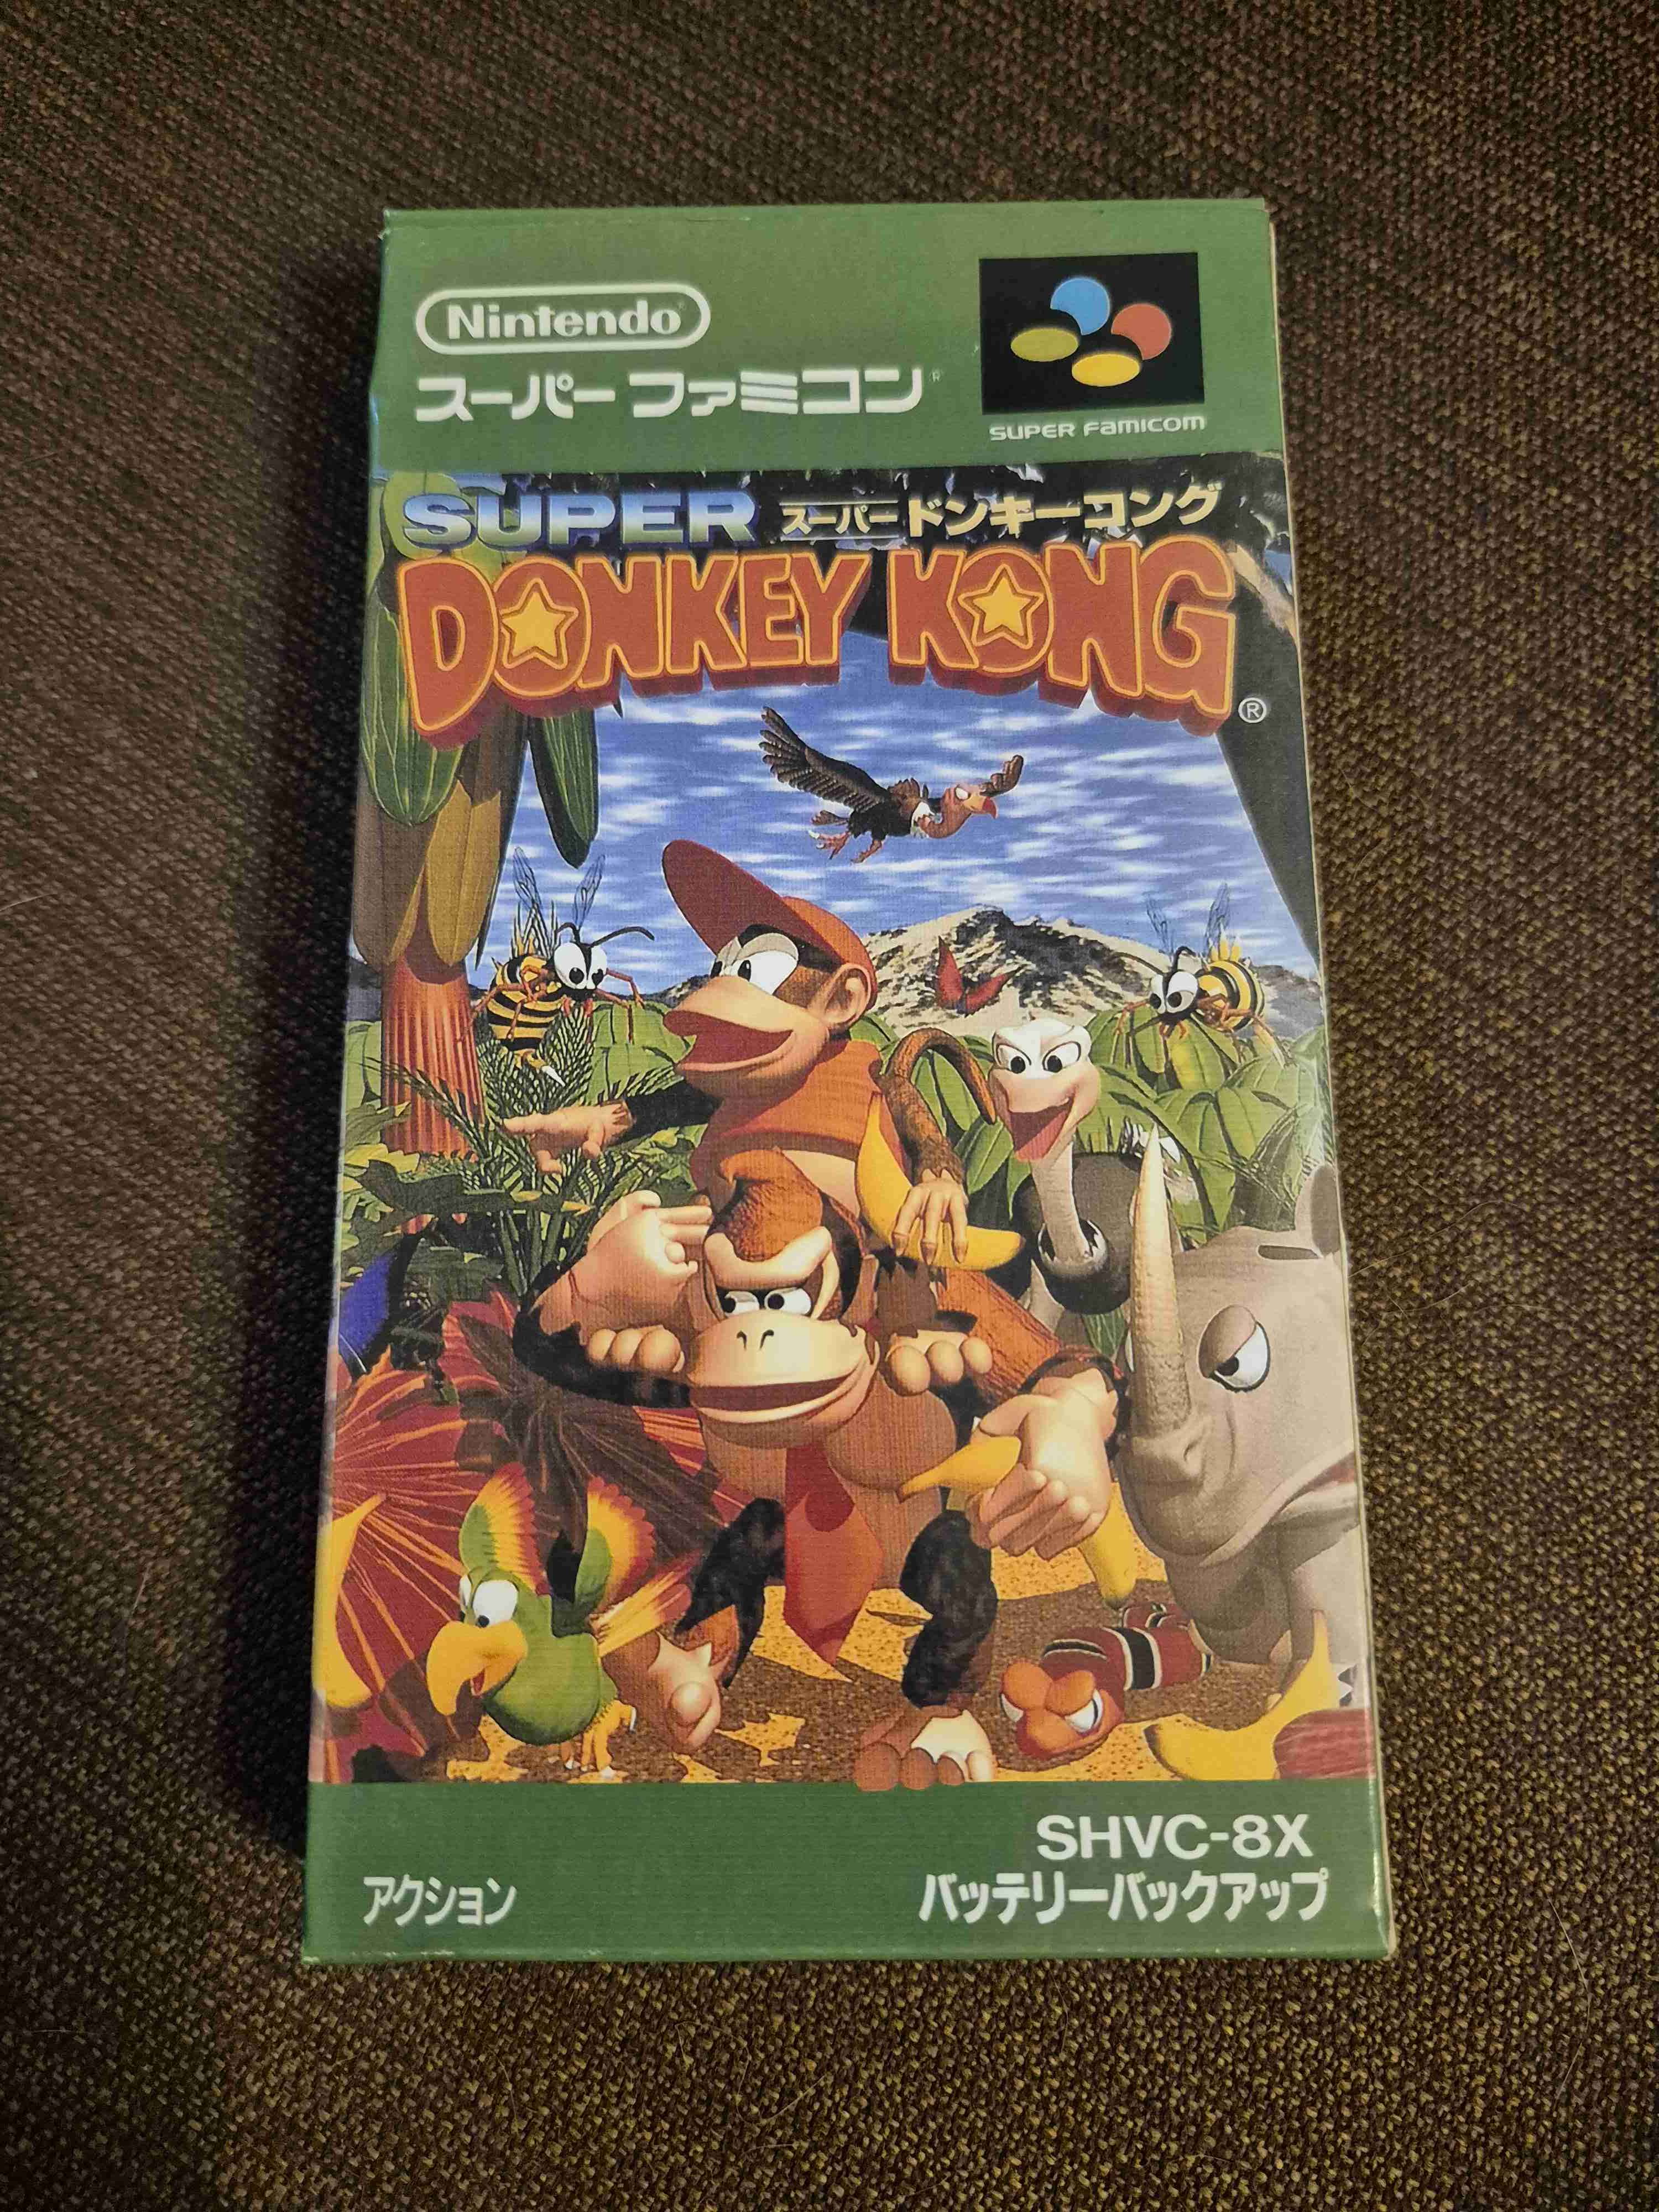 Nintendo®
スーパーファミコン®
SUPER FAMICOM
SUPER スーパードンキーコング
DONKEY KONG®
SHVC-8X
アクション バッテリーバックアップ